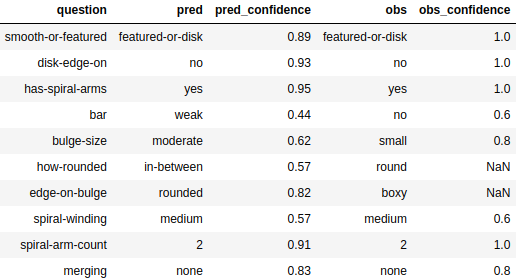 question pred pred_confidence obs obs_confidence
smooth-or-featured featured-or-disk 0.89 featured-or-disk 1.0
disk-edge-on no 0.93 no 1.0
has-spiral-arms yes 0.95 yes 1.0
bar weak 0.44 no 0.6
bulge-size moderate 0.62 small 0.8
how-rounded in-between 0.57 round NaN
edge-on-bulge rounded 0.82 boxy NaN
spiral-winding medium 0.57 medium 0.6
spiral-arm-count 2 0.91 2 1.0
merging none 0.83 none 0.8